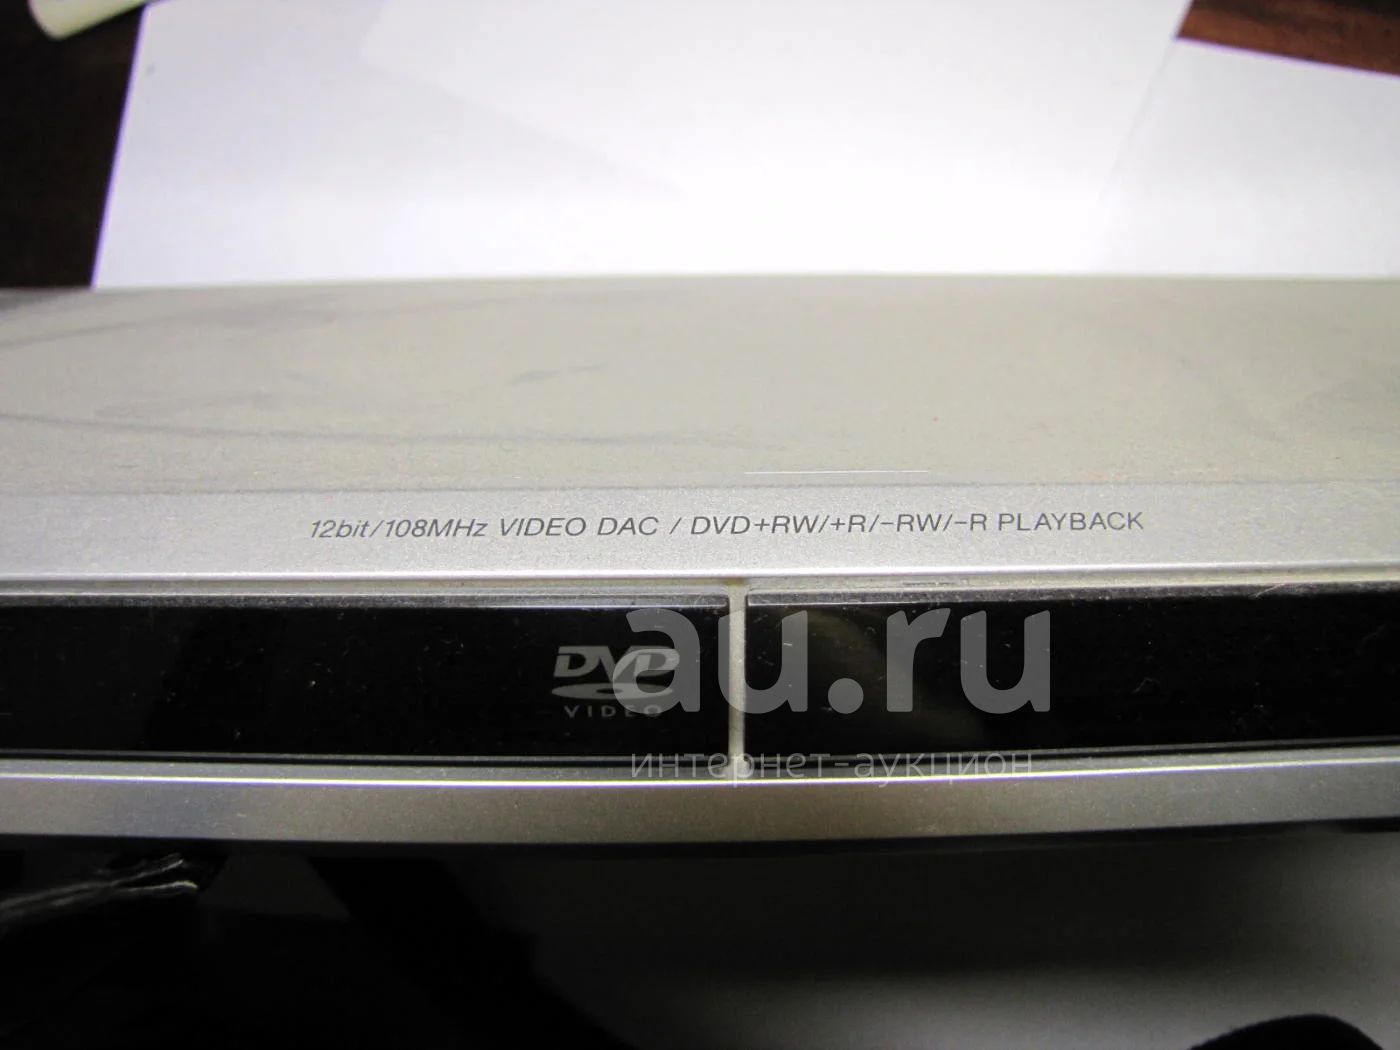 12bit/108MHz VIDEO DAC / DVD+RW/+R/-RW/-R PLAYBACK
DVD
VIDEO
au.ru
интернет-аукцион